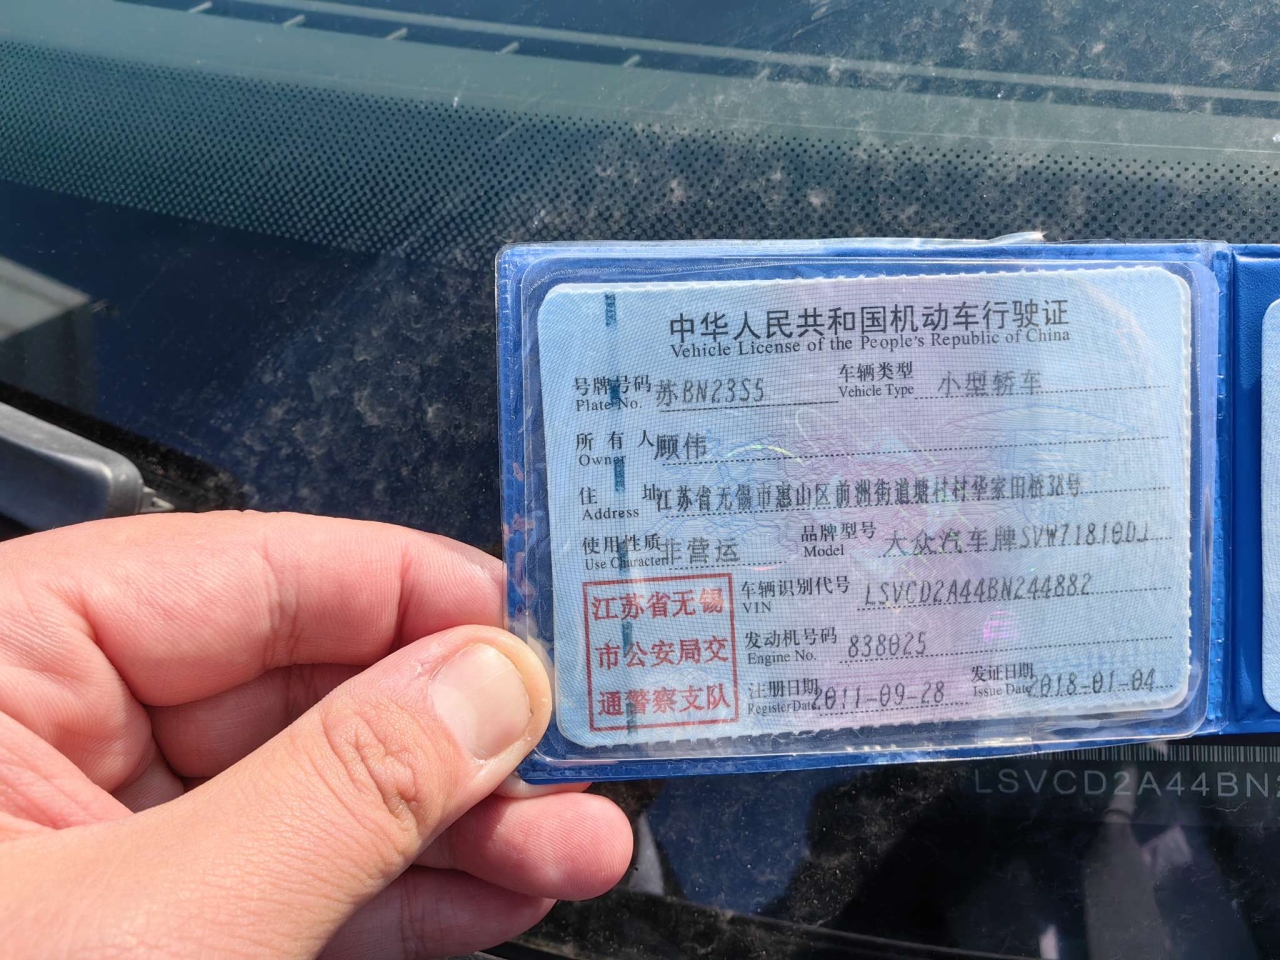 中华人民共和国机动车行驶证
Vehicle License of the People's Republic of China
号牌号码 苏BN23S5 车辆类型 小型轿车
Plate No. Vehicle Type
所有人 顾伟
Owner
住址 江苏省无锡市惠山区前洲街道塘村村华家田桥38号
Address
使用性质 非营运 品牌型号 大众汽车牌SVW71810DJ
Use Character Model
江苏省无锡
市公安局交
通警察支队
车辆识别代号 LSVCD2A44BN244882
VIN
发动机号码 838025
Engine No.
注册日期 2011-09-28 发证日期 2018-01-04
Register Date Issue Date
LSVCD2A44BN2